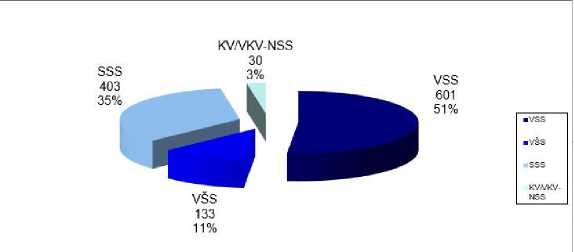 KV/VKV-NSS
30
3%
SSS
403
35%
VSS
601
51%
VŠS
133
11%
VSS
VŠS
SSS
KV/VKV-
NSS